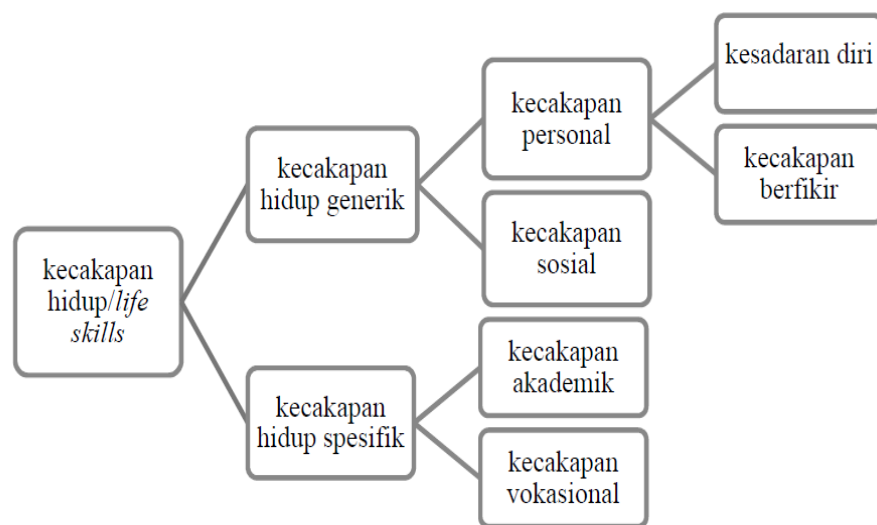 kecakapan
hidup/life
skills
kecakapan
hidup generik
kecakapan
personal
kesadaran diri
kecakapan
berfikir
kecakapan
sosial
kecakapan
hidup spesifik
kecakapan
akademik
kecakapan
vokasional